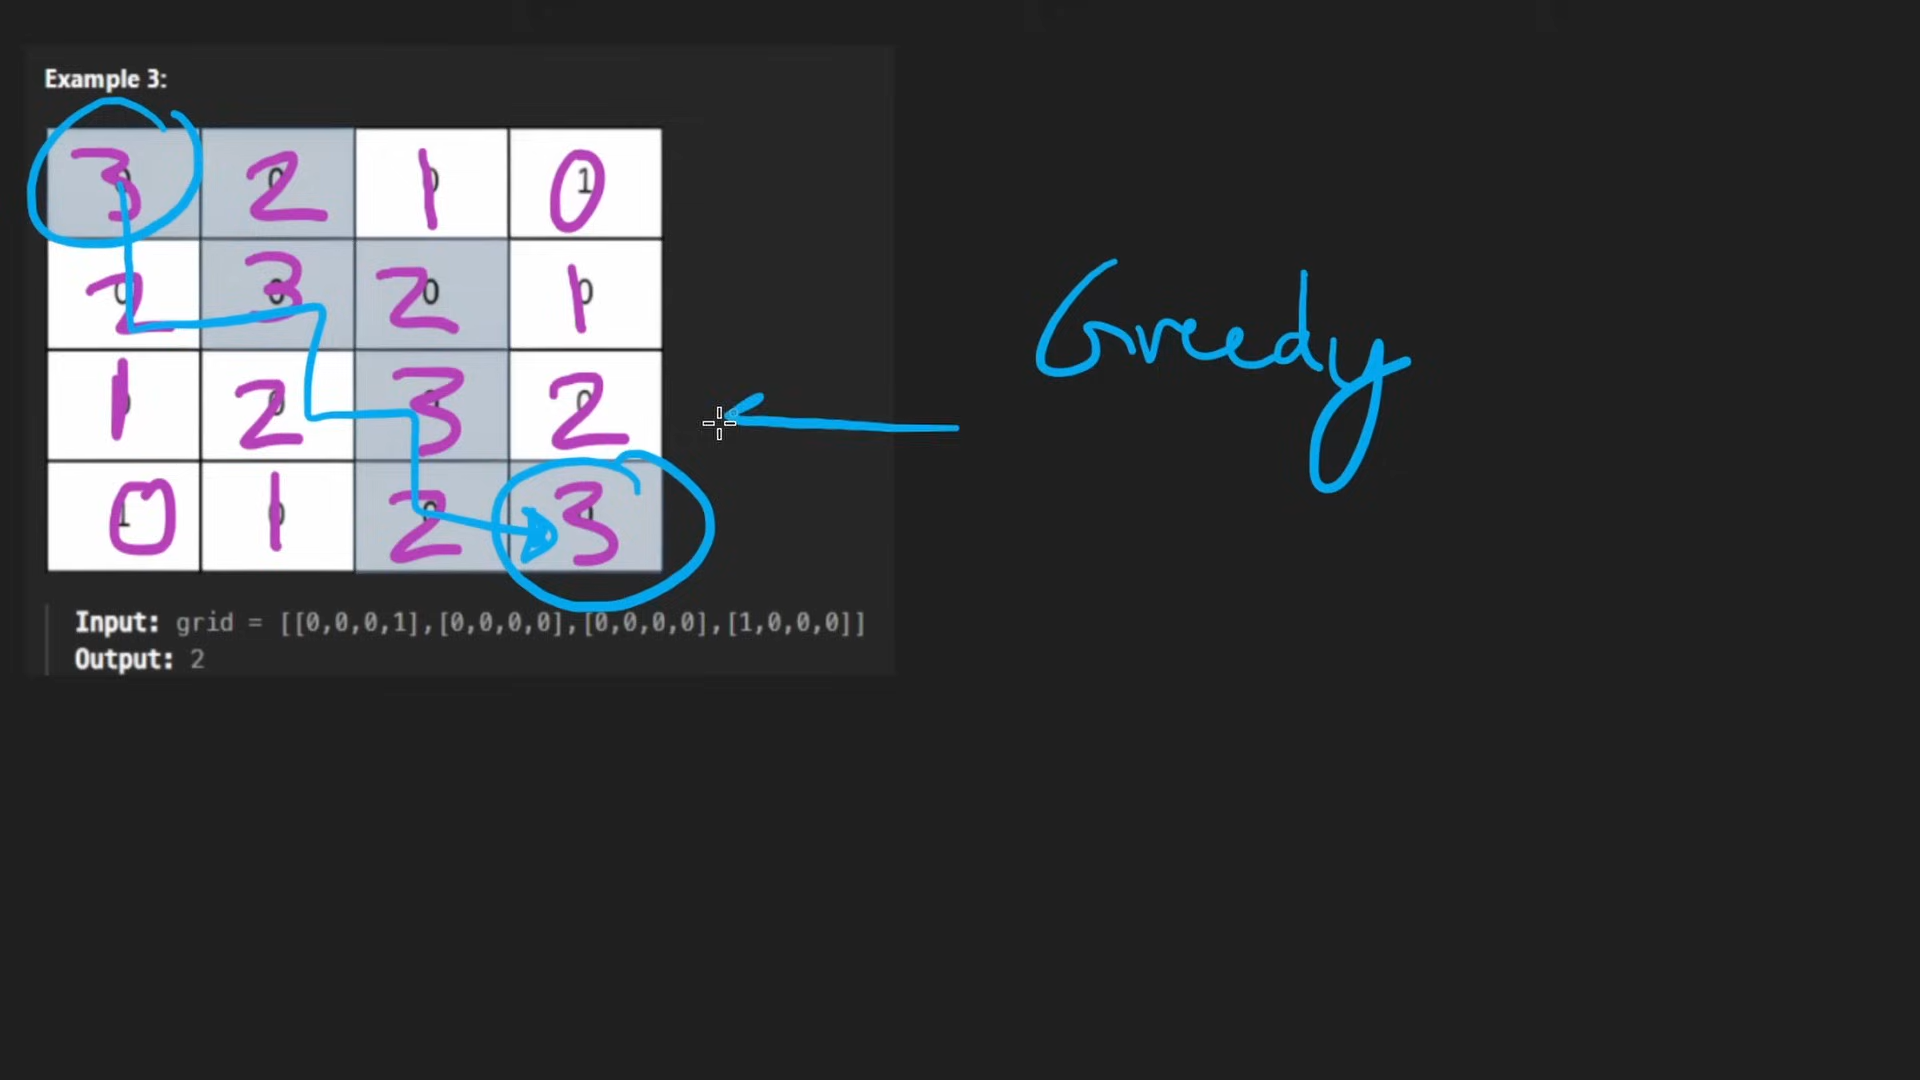 Example 3:
3 2 1 0
2 3 2 1
1 2 3 2
0 1 2 3
Greedy
Input: grid = [[0,0,0,1],[0,0,0,0],[0,0,0,0],[1,0,0,0]]
Output: 2